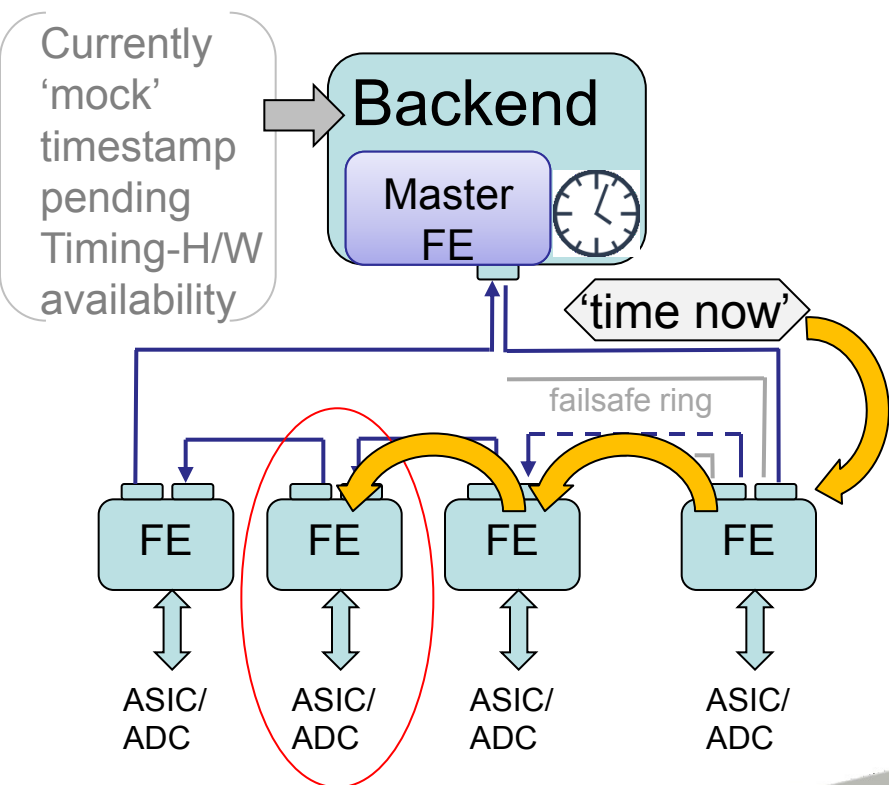 Currently
‘mock’
timestamp
pending
Timing-H/W
availability
Backend
Master
FE
‘time now’
failsafe ring
FE
FE
FE
FE
ASIC/
ADC
ASIC/
ADC
ASIC/
ADC
ASIC/
ADC